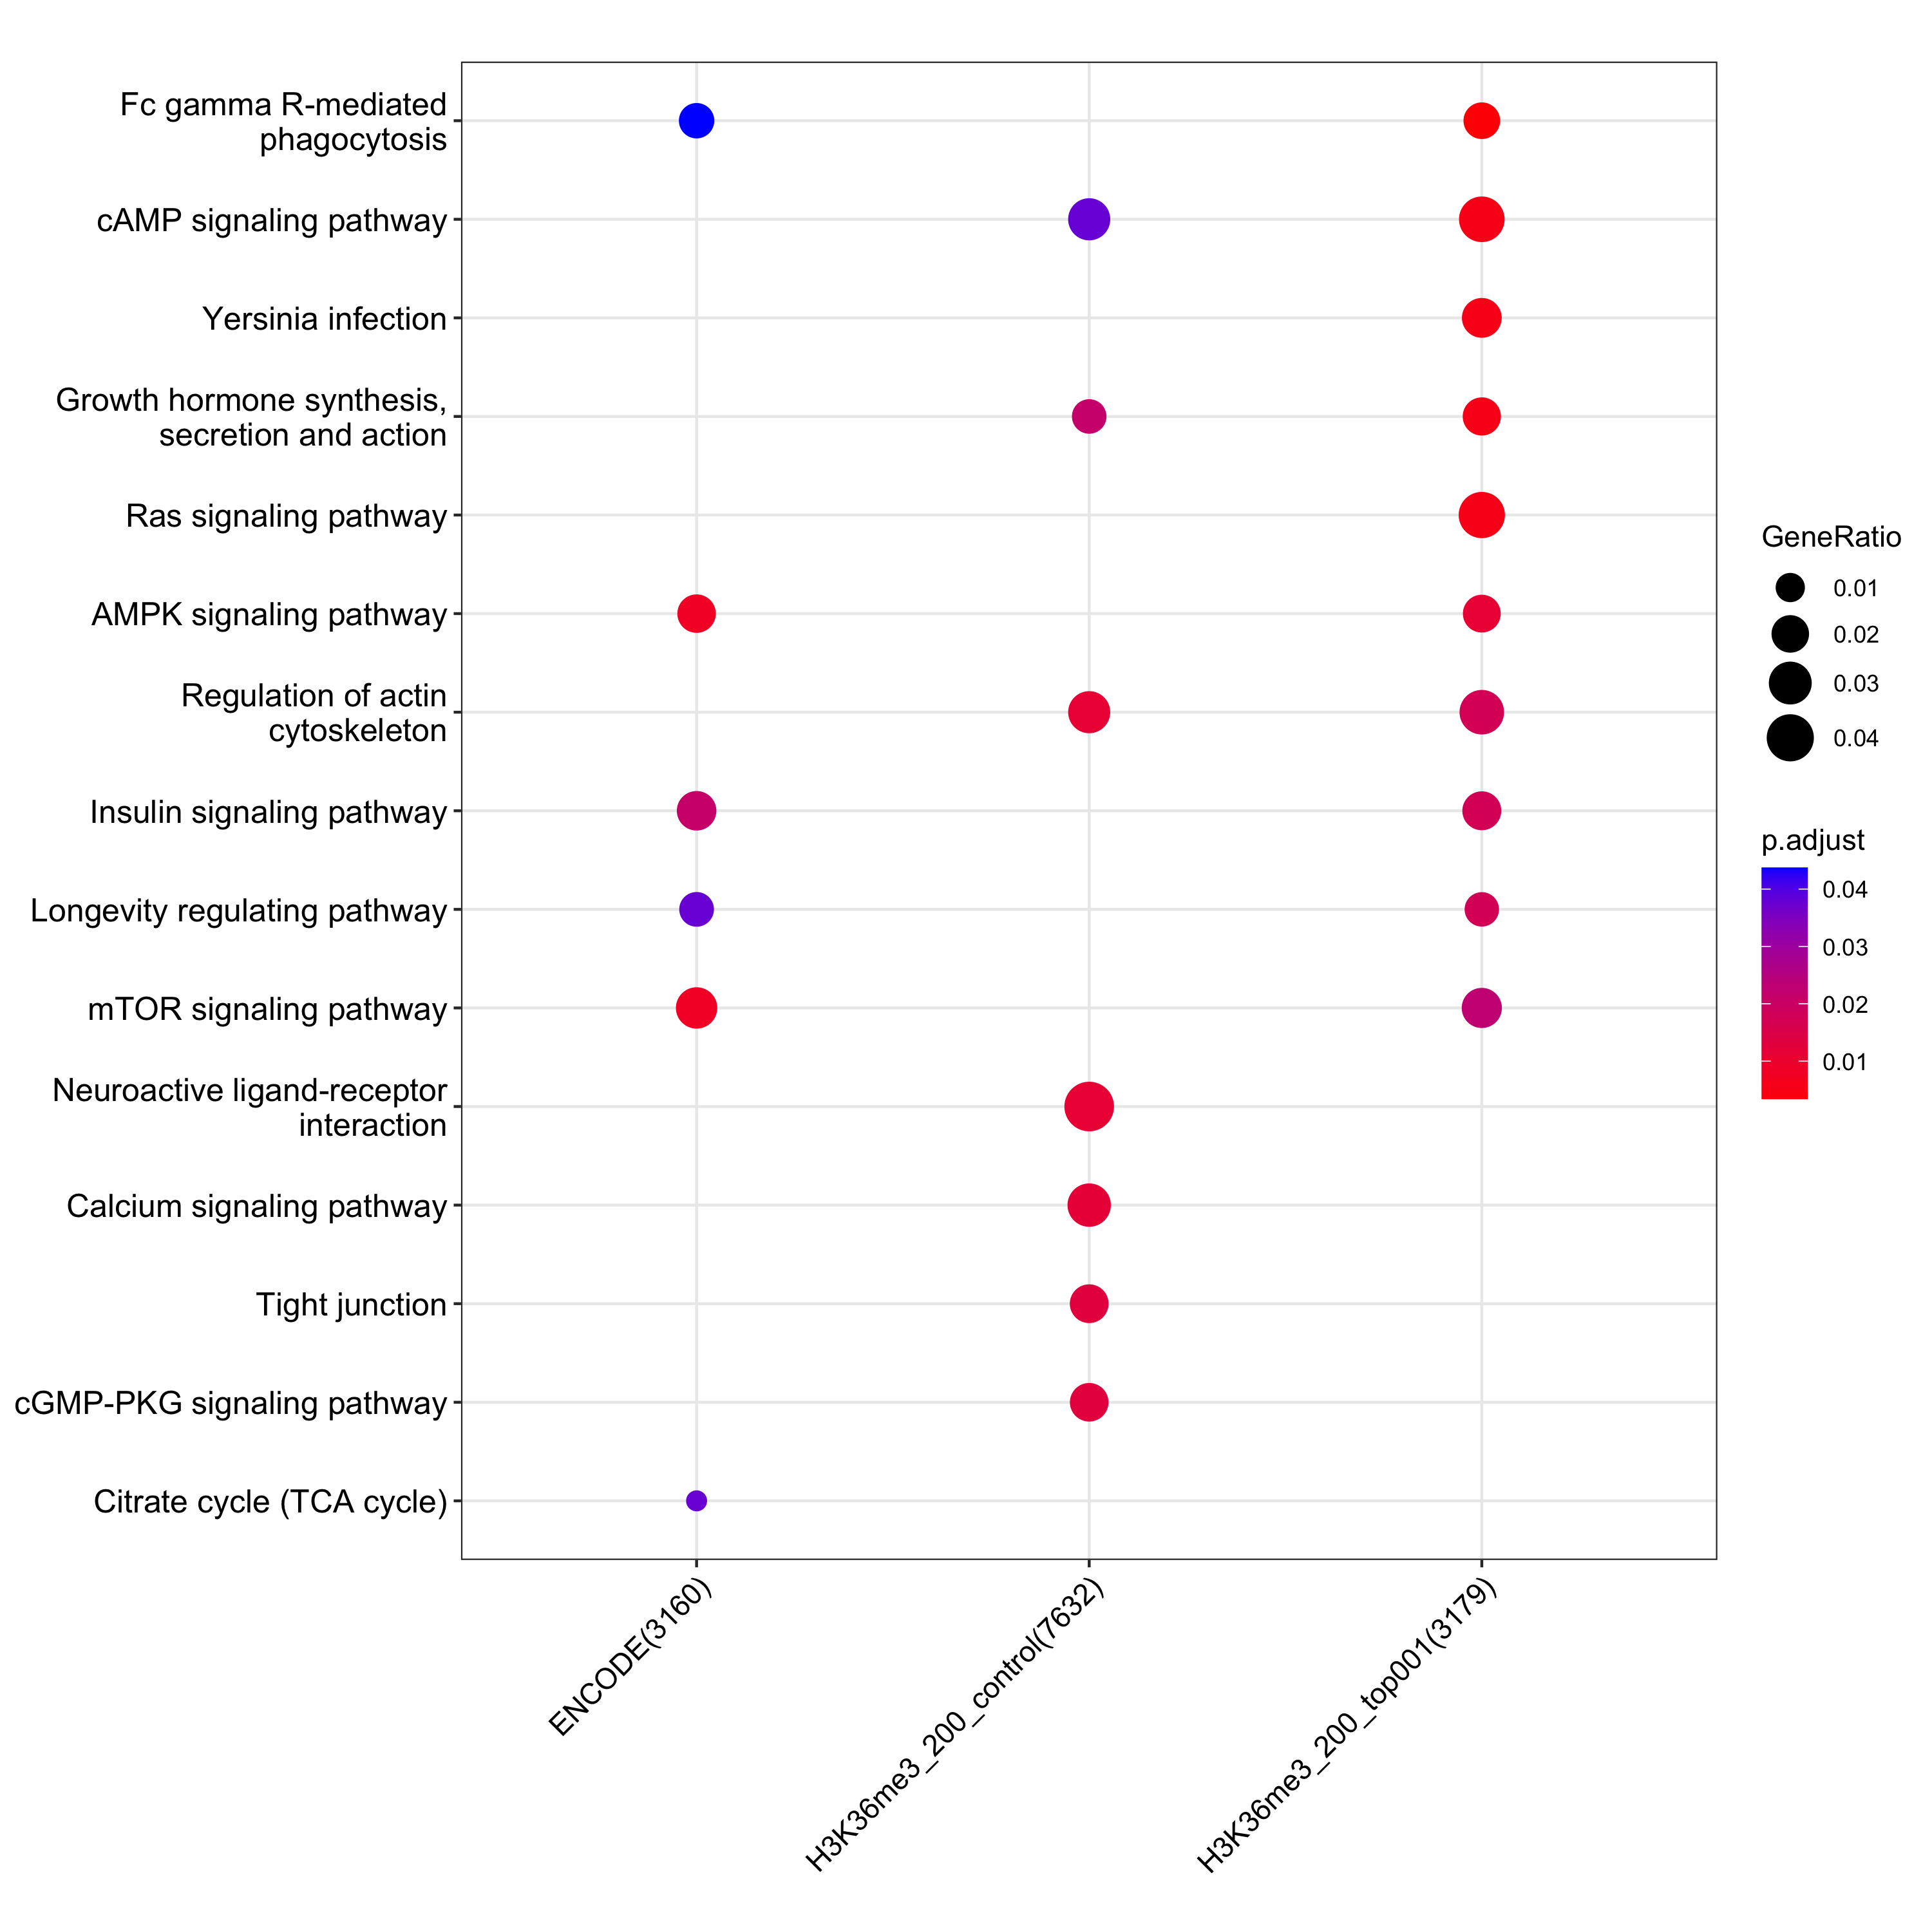 Fc gamma R-mediated
phagocytosis
cAMP signaling pathway
Yersinia infection
Growth hormone synthesis,
secretion and action
Ras signaling pathway
AMPK signaling pathway
Regulation of actin
cytoskeleton
Insulin signaling pathway
Longevity regulating pathway
mTOR signaling pathway
Neuroactive ligand-receptor
interaction
Calcium signaling pathway
Tight junction
cGMP-PKG signaling pathway
Citrate cycle (TCA cycle)
ENCODE(3160)
H3K36me3_200_control(7632)
H3K36me3_200_top001(3179)
GeneRatio
0.01
0.02
0.03
0.04
p.adjust
0.04
0.03
0.02
0.01